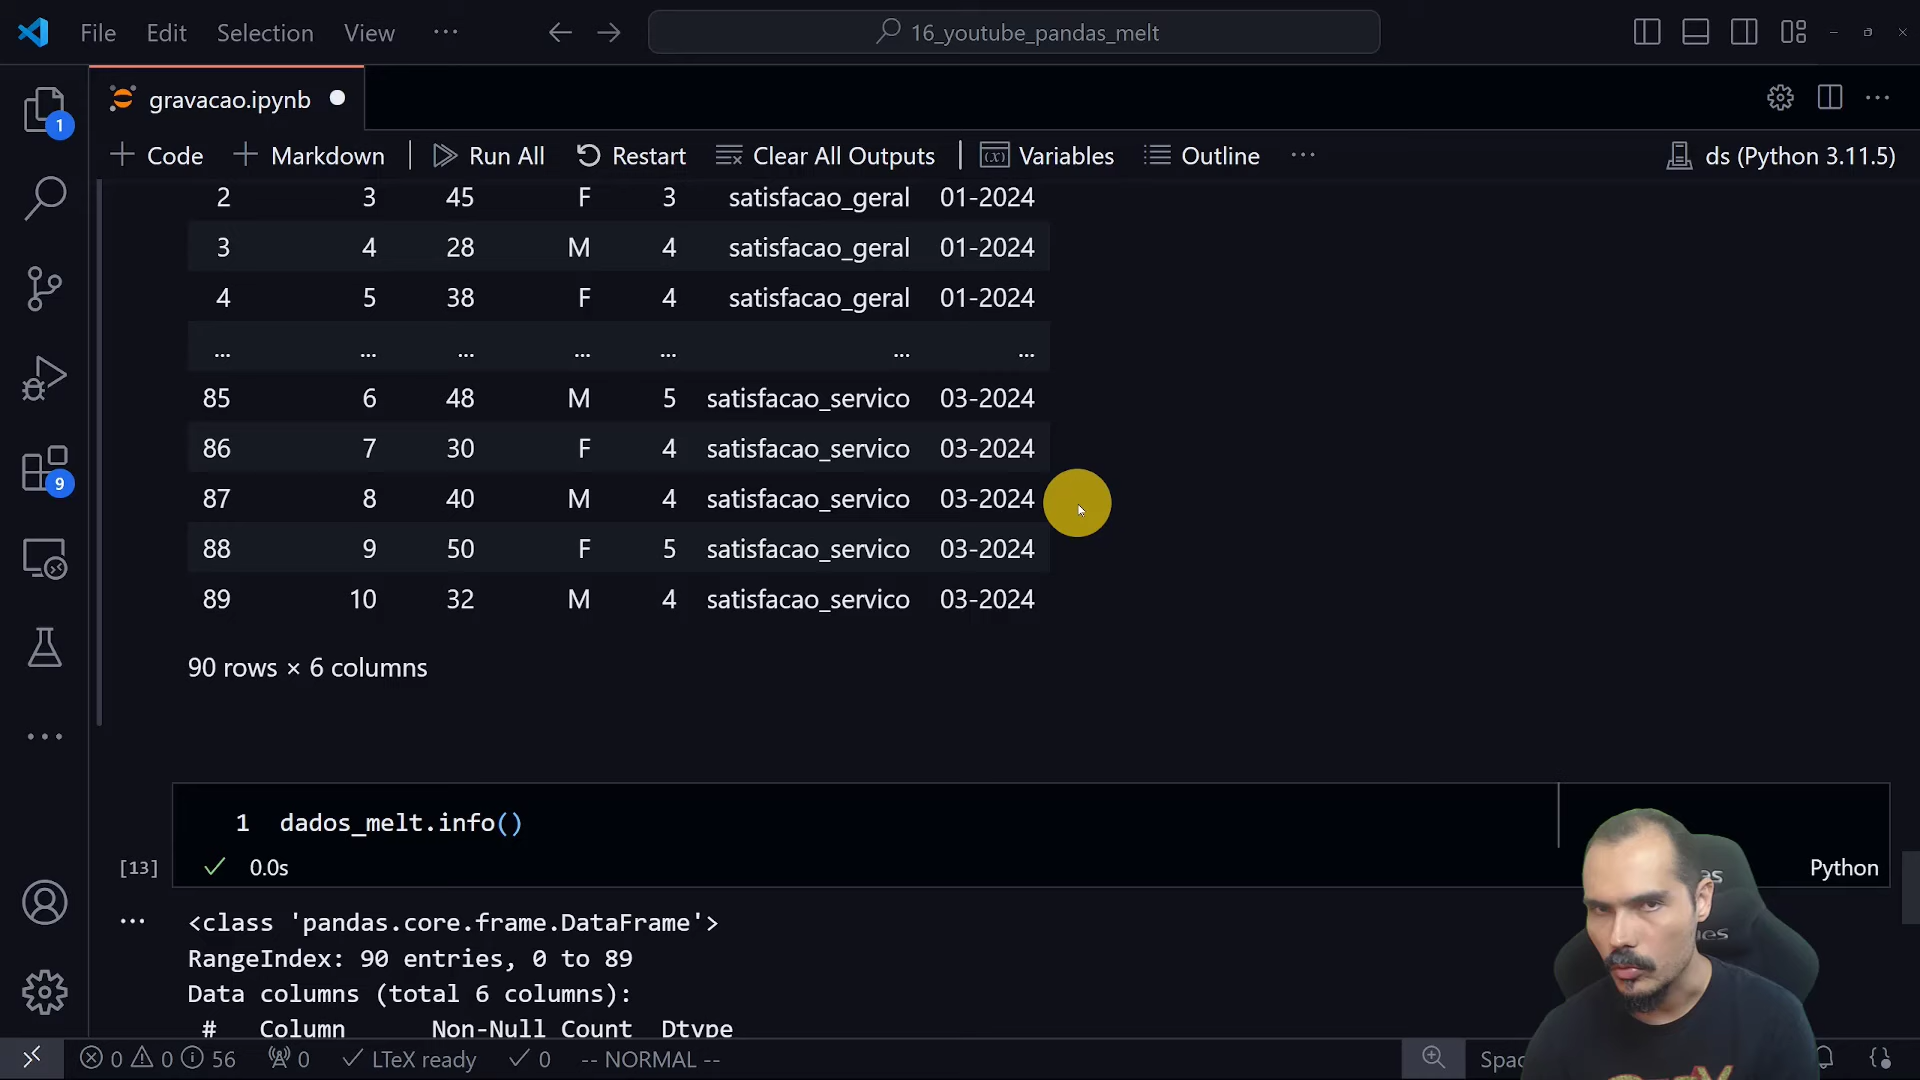 File Edit Selection View ··· 16_youtube_pandas_melt
gravacao.ipynb
Code Markdown Run All Restart Clear All Outputs Variables Outline ··· ds (Python 3.11.5)
2 3 45 F 3 satisfacao_geral 01-2024
3 4 28 M 4 satisfacao_geral 01-2024
4 5 38 F 4 satisfacao_geral 01-2024
... ... ... ... ... ... ...
85 6 48 M 5 satisfacao_servico 03-2024
86 7 30 F 4 satisfacao_servico 03-2024
87 8 40 M 4 satisfacao_servico 03-2024
88 9 50 F 5 satisfacao_servico 03-2024
89 10 32 M 4 satisfacao_servico 03-2024
90 rows × 6 columns
1 dados_melt.info()
[13] 0.0s Python
<class 'pandas.core.frame.DataFrame'>
RangeIndex: 90 entries, 0 to 89
Data columns (total 6 columns):
# Column Non-Null Count Dtype
0 0 56 0 LTeX ready 0 -- NORMAL --
1
9